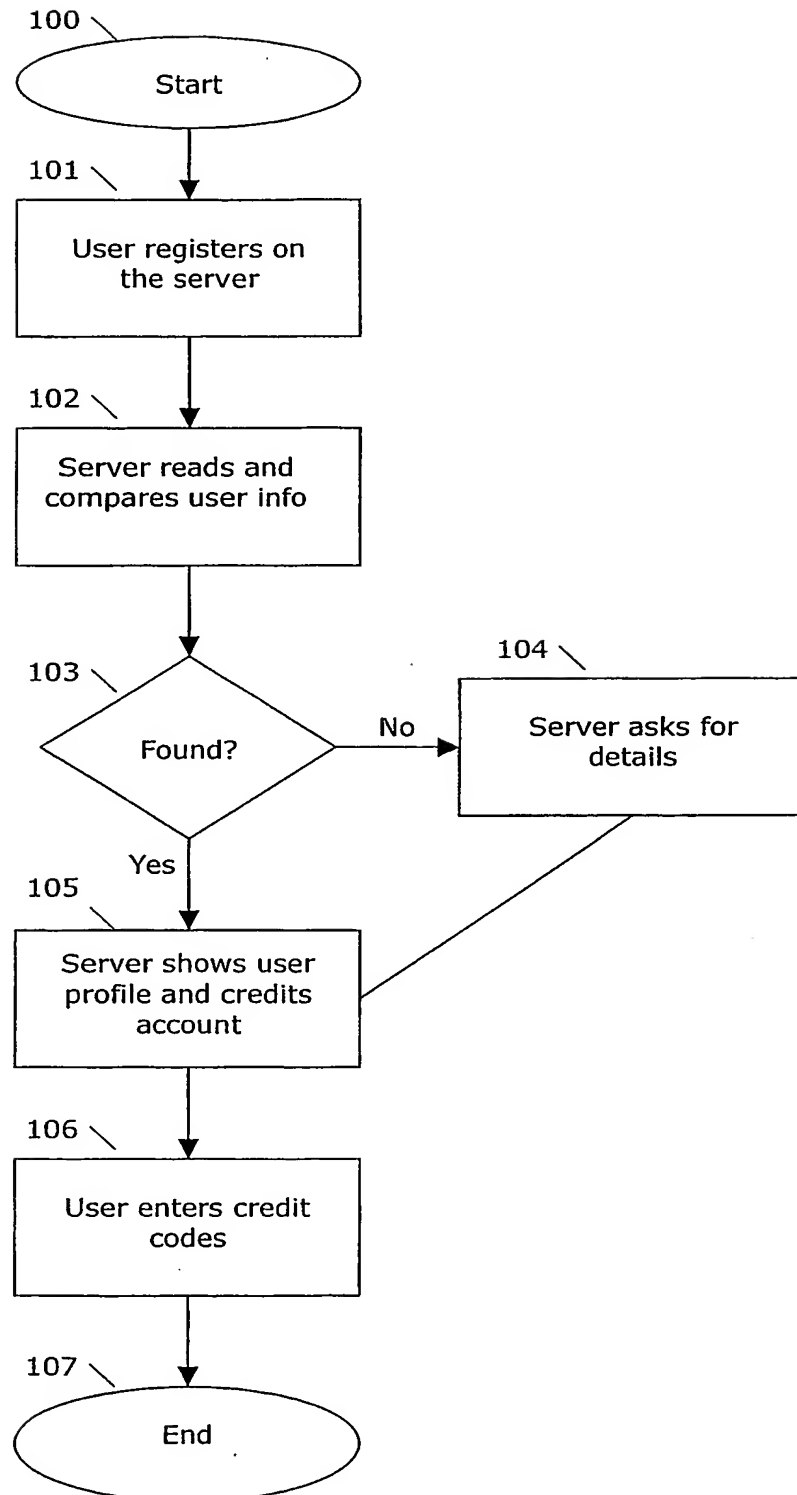 100
Start
101
User registers on
the server
102
Server reads and
compares user info
103
Found?
No
104
Server asks for
details
Yes
105
Server shows user
profile and credits
account
106
User enters credit
codes
107
End